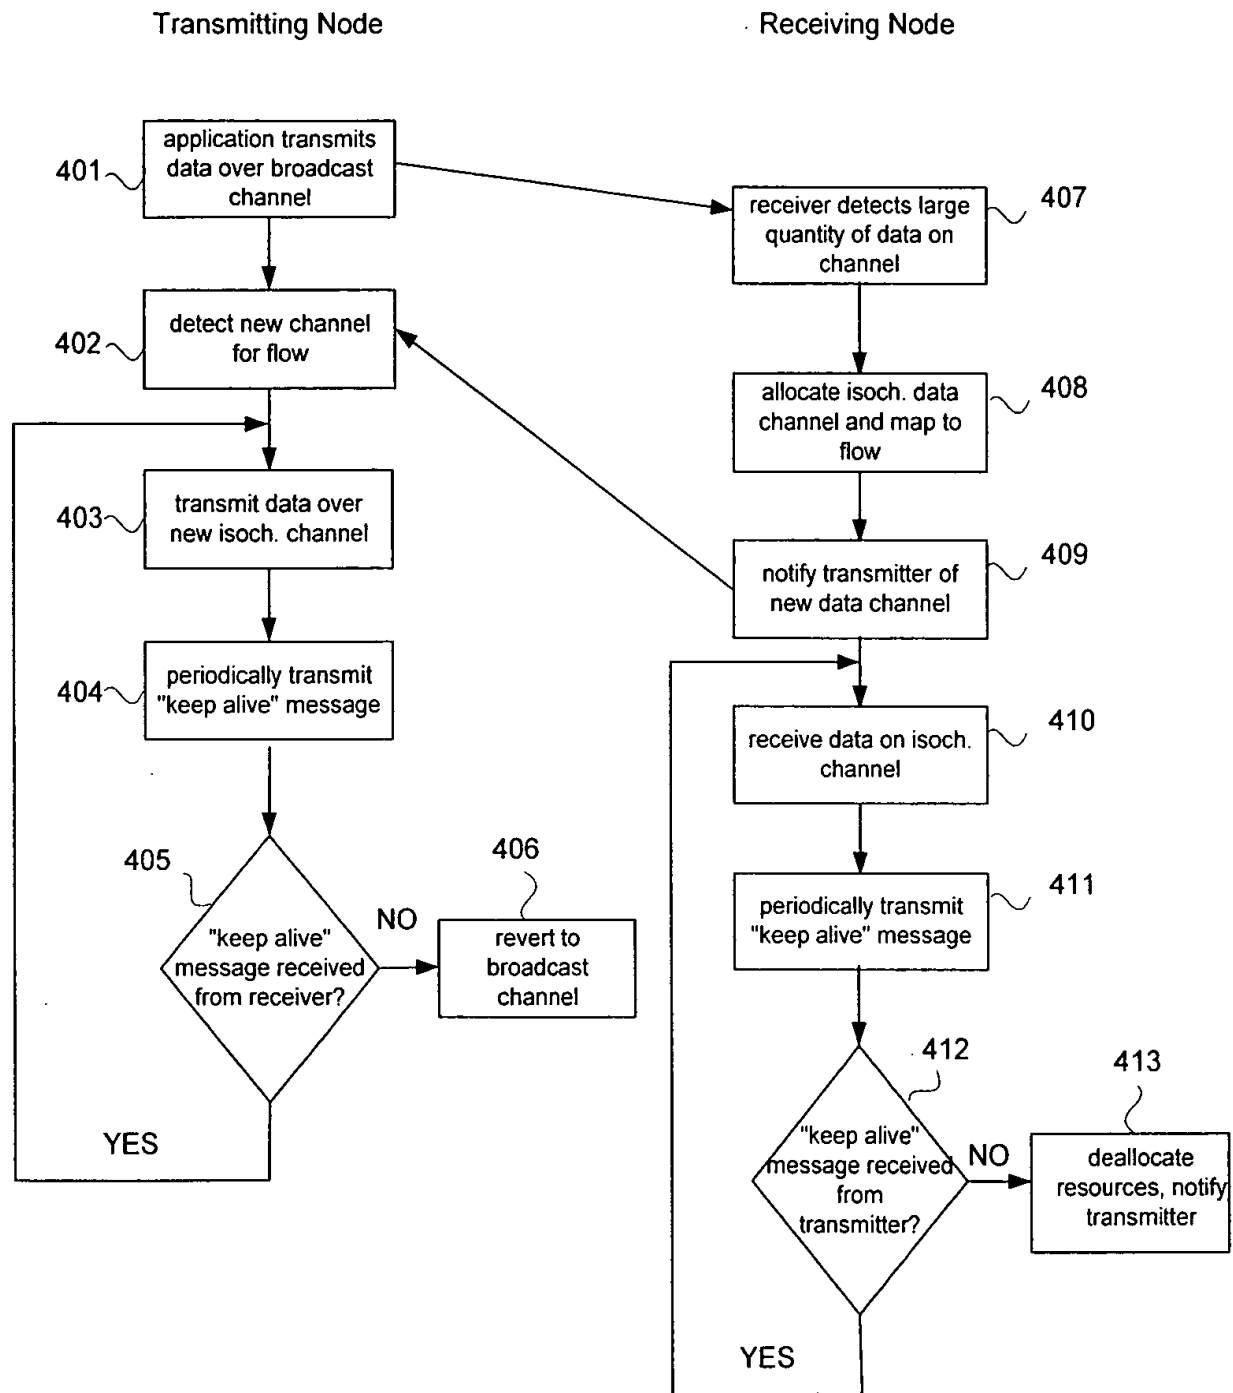 Transmitting Node
Receiving Node
application transmits
data over broadcast
channel
401
detect new channel
for flow
402
transmit data over
new isoch. channel
403
periodically transmit
"keep alive" message
404
405
"keep alive"
message received
from receiver?
NO
406
revert to
broadcast
channel
YES
receiver detects large
quantity of data on
channel
407
allocate isoch. data
channel and map to
flow
408
notify transmitter of
new data channel
409
receive data on isoch.
channel
410
periodically transmit
"keep alive" message
411
412
"keep alive"
message received
from
transmitter?
NO
413
deallocate
resources, notify
transmitter
YES